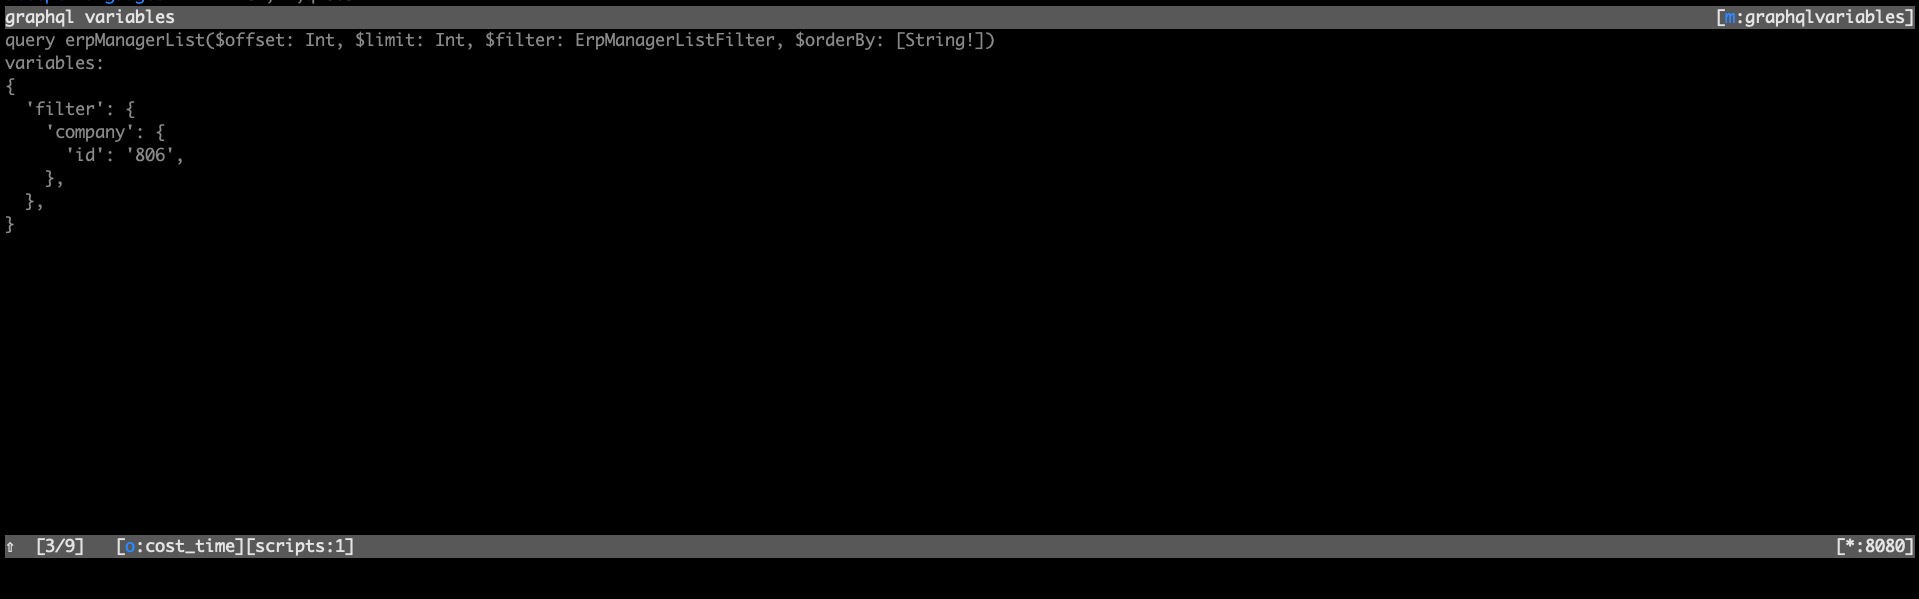 graphql variables [m:graphqlvariables]
query erpManagerList($offset: Int, $limit: Int, $filter: ErpManagerListFilter, $orderBy: [String!])
variables:
{
  'filter': {
    'company': {
      'id': '806',
    },
  },
}
⇧  [3/9]   [o:cost_time][scripts:1] [*:8080]